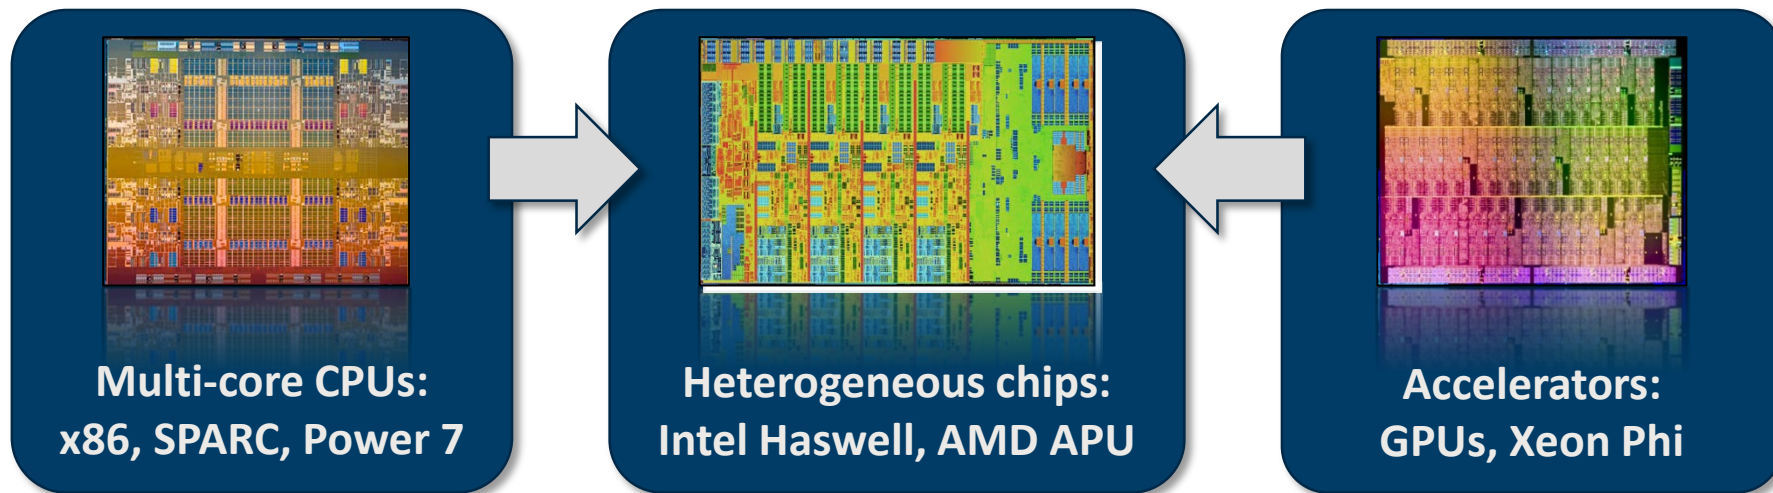 Multi-core CPUs:
x86, SPARC, Power 7
Heterogeneous chips:
Intel Haswell, AMD APU
Accelerators:
GPUs, Xeon Phi